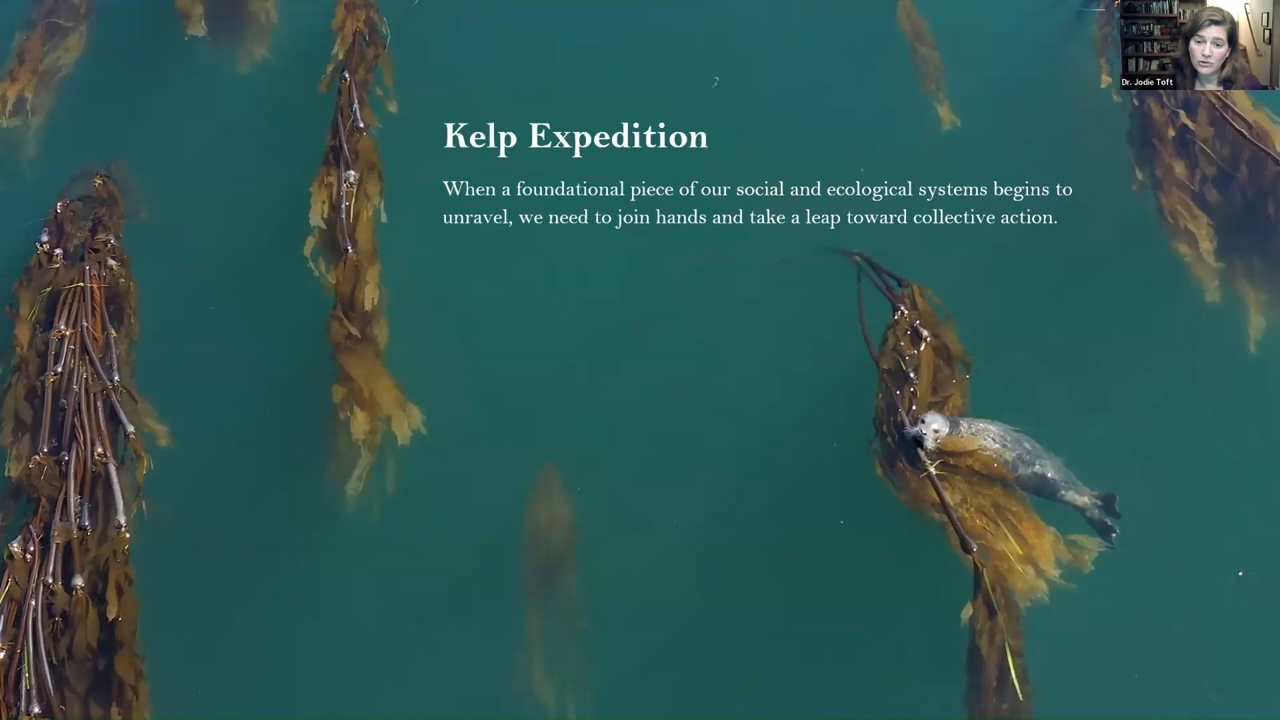 Kelp Expedition
When a foundational piece of our social and ecological systems begins to
unravel, we need to join hands and take a leap toward collective action.
Dr. Jodie Toft